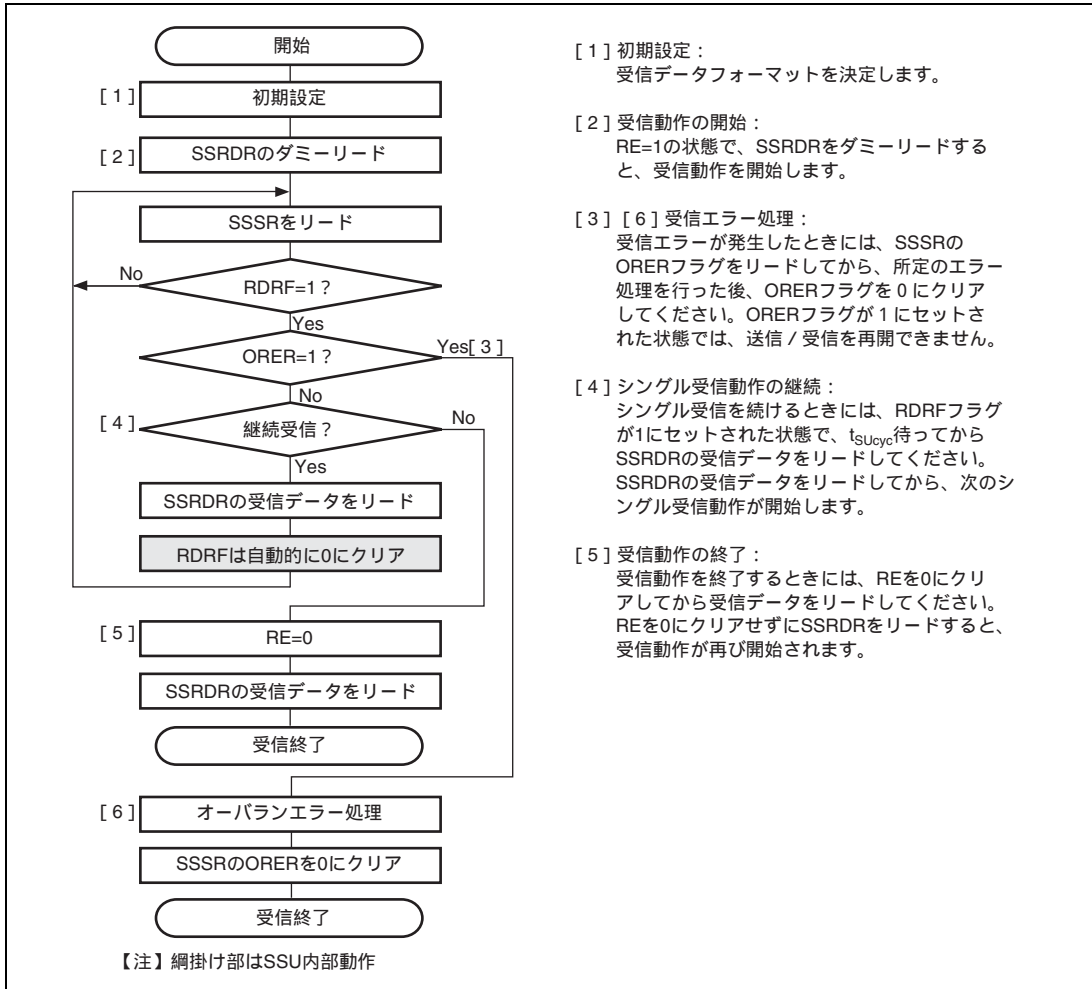 開始
[ 1 ] 初期設定
[ 2 ] SSRDRのダミーリード
SSSRをリード
No
RDRF=1 ?
Yes
ORER=1 ?
Yes[ 3 ]
No
[ 4 ] 継続受信 ?
No
Yes
SSRDRの受信データをリード
RDRFは自動的に0にクリア
[ 5 ] RE=0
SSRDRの受信データをリード
受信終了
[ 6 ] オーバランエラー処理
SSSRのORERを0にクリア
受信終了
【注】網掛け部はSSU内部動作
[ 1 ] 初期設定：
受信データフォーマットを決定します。
[ 2 ] 受信動作の開始：
RE=1の状態で、SSRDRをダミーリードする
と、受信動作を開始します。
[ 3 ] [ 6 ] 受信エラー処理：
受信エラーが発生したときには、SSSRの
ORERフラグをリードしてから、所定のエラー
処理を行った後、ORERフラグを 0 にクリア
してください。ORERフラグが 1 にセットさ
れた状態では、送信 / 受信を再開できません。
[ 4 ] シングル受信動作の継続：
シングル受信を続けるときには、RDRFフラグ
が1にセットされた状態で、tSUcyc待ってから
SSRDRの受信データをリードしてください。
SSRDRの受信データをリードしてから、次のシ
ングル受信動作が開始します。
[ 5 ] 受信動作の終了：
受信動作を終了するときには、REを0にクリ
アしてから受信データをリードしてください。
REを0にクリアせずにSSRDRをリードすると、
受信動作が再び開始されます。